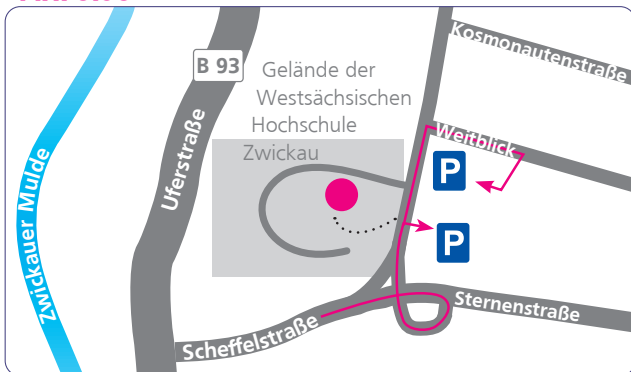 Kosmonautenstraße
B 93
Gelände der
Westsächsischen
Hochschule
Zwickau
Weitblick
P
P
Uferstraße
Zwickauer Mulde
Sternenstraße
Scheffelstraße